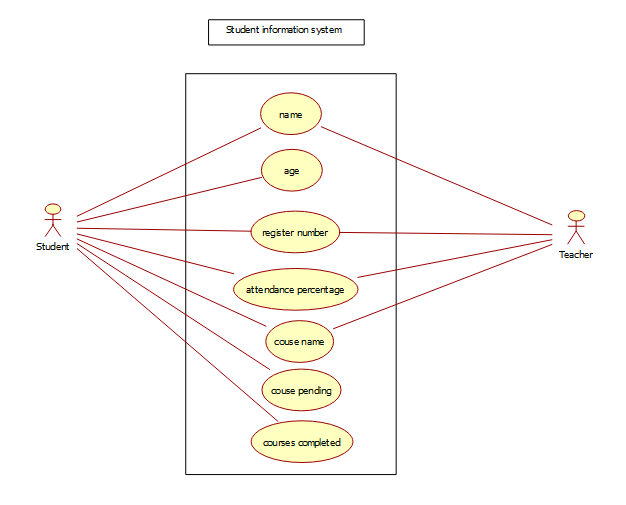 Student information system
name
age
register number
Student
Teacher
attendance percentage
couse name
couse pending
courses completed